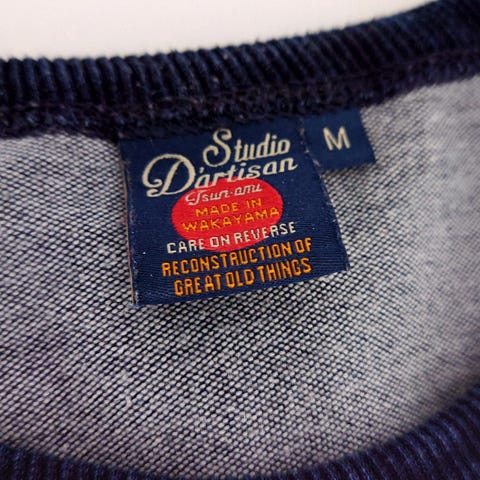 Studio
D'artisan
Tsuri-ami
MADE IN
WAKAYAMA
CARE ON REVERSE
RECONSTRUCTION OF
GREAT OLD THINGS
M